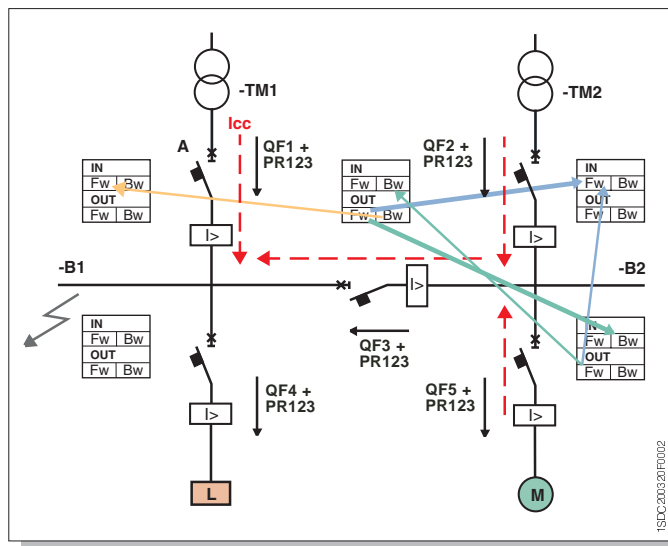 -TM1
-TM2
A
Icc
QF1 +
PR123
QF2 +
PR123
IN
Fw Bw
OUT
Fw Bw
IN
Fw Bw
OUT
Fw Bw
IN
Fw Bw
OUT
Fw Bw
I>
I>
-B1
I>
-B2
IN
Fw Bw
OUT
Fw Bw
QF3 +
PR123
IN
Fw Bw
OUT
Fw Bw
QF4 +
PR123
QF5 +
PR123
I>
I>
L
M
1SDC200320F0002